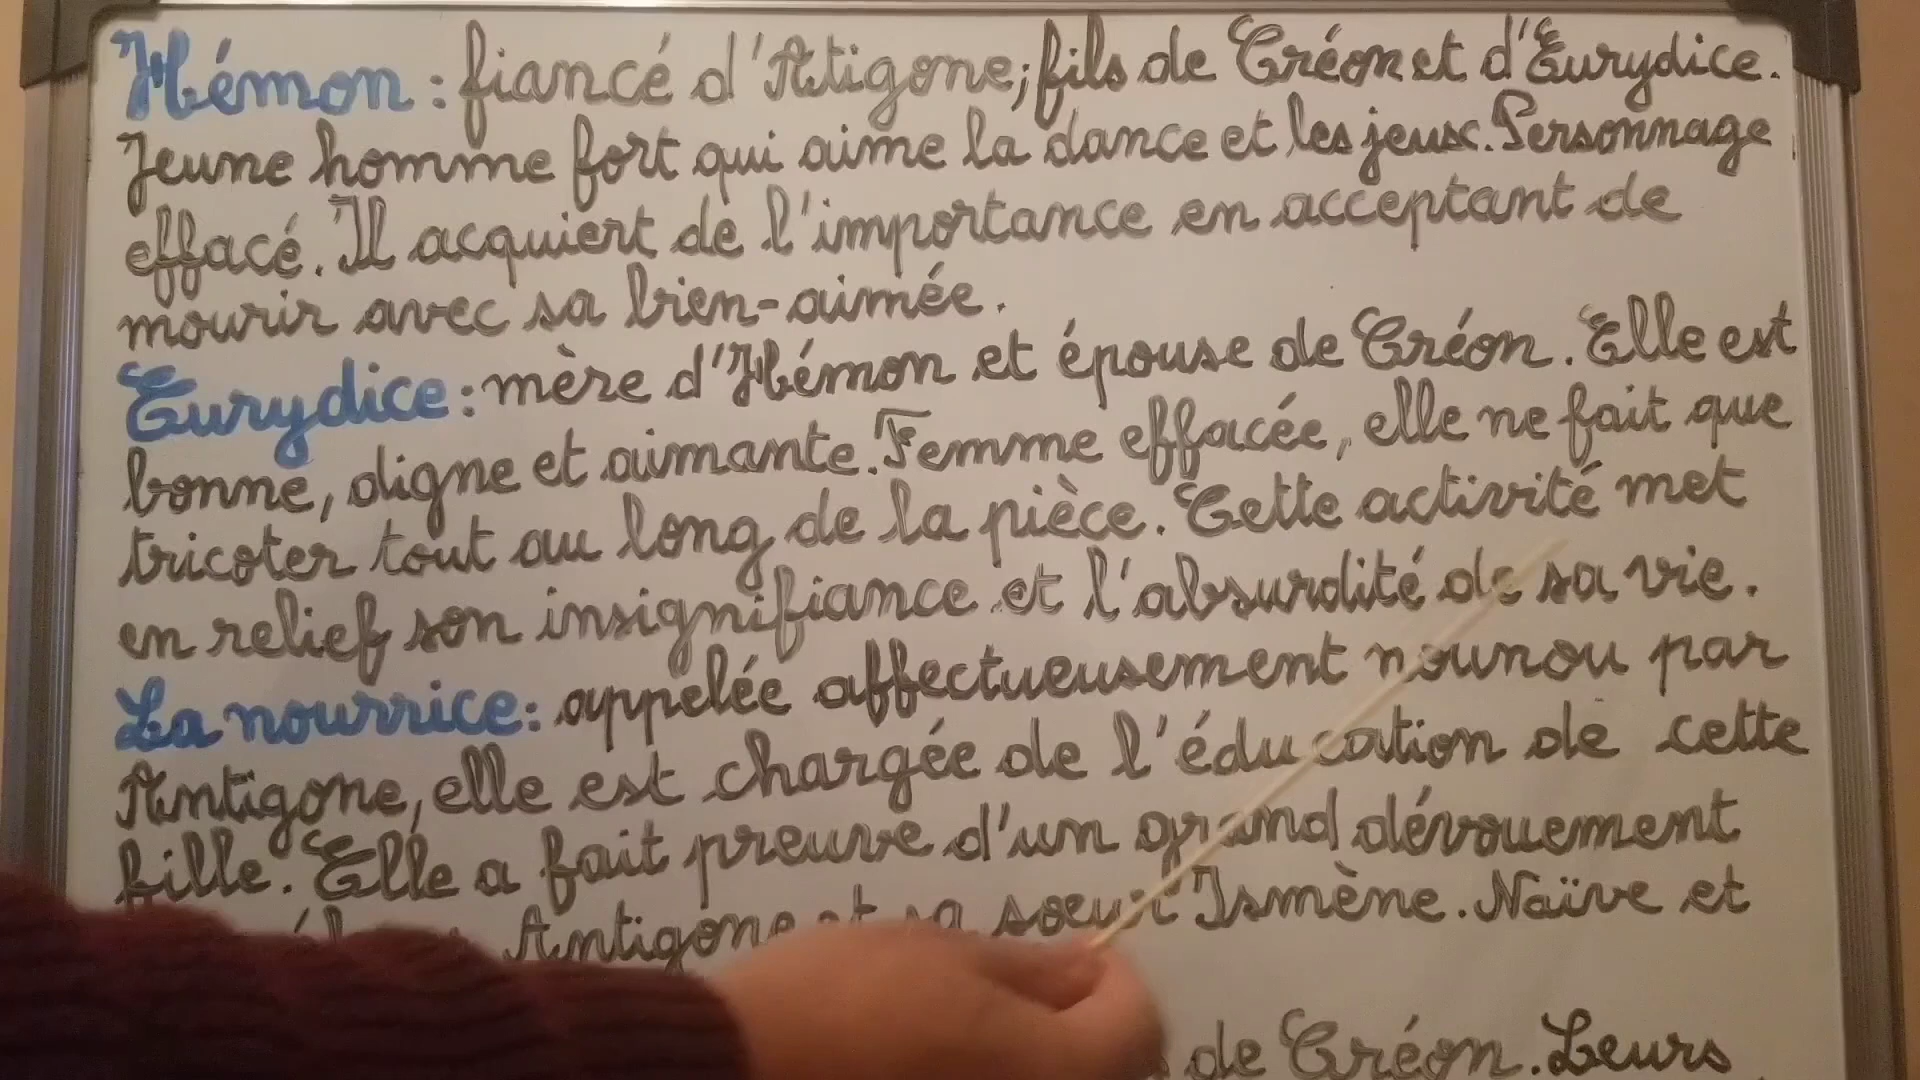 Hémon : fiancé d'Atigone; fils de Créon et d'Eurydice.
Jeune homme fort qui aime la dance et les jeux. Personnage
effacé. Il acquiert de l'importance en acceptant de
mourir avec sa bien-aimée.
Eurydice : mère d'Hémon et épouse de Créon. Elle est
bonne, digne et aimante. Femme effacée, elle ne fait que
tricoter tout au long de la pièce. Cette activité met
en relief son insignifiance et l'absurdité de sa vie.
La nourrice : appelée affectueusement nounou par
Antigone, elle est chargée de l'éducation de cette
fille. Elle a fait preuve d'un grand dévouement
Antigone et sa sœur Ismène. Naïve et
de Créon. Leurs